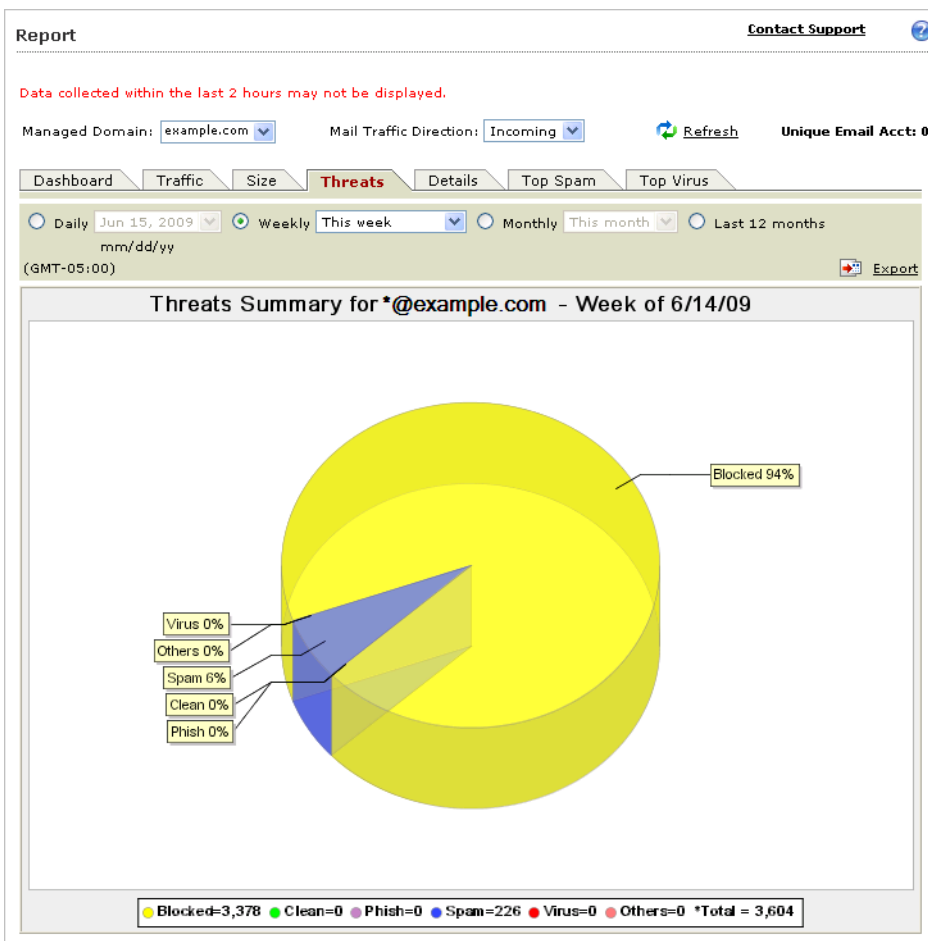 Report
Contact Support
?
Data collected within the last 2 hours may not be displayed.
Managed Domain: example.com Mail Traffic Direction: Incoming Refresh Unique Email Acct: 0
Dashboard Traffic Size Threats Details Top Spam Top Virus
Daily Jun 15, 2009 Weekly This week Monthly This month Last 12 months
mm/dd/yy
(GMT-05:00) Export
Threats Summary for *@example.com - Week of 6/14/09
Blocked 94%
Virus 0%
Others 0%
Spam 6%
Clean 0%
Phish 0%
Blocked=3,378 Clean=0 Phish=0 Spam=226 Virus=0 Others=0 *Total = 3,604